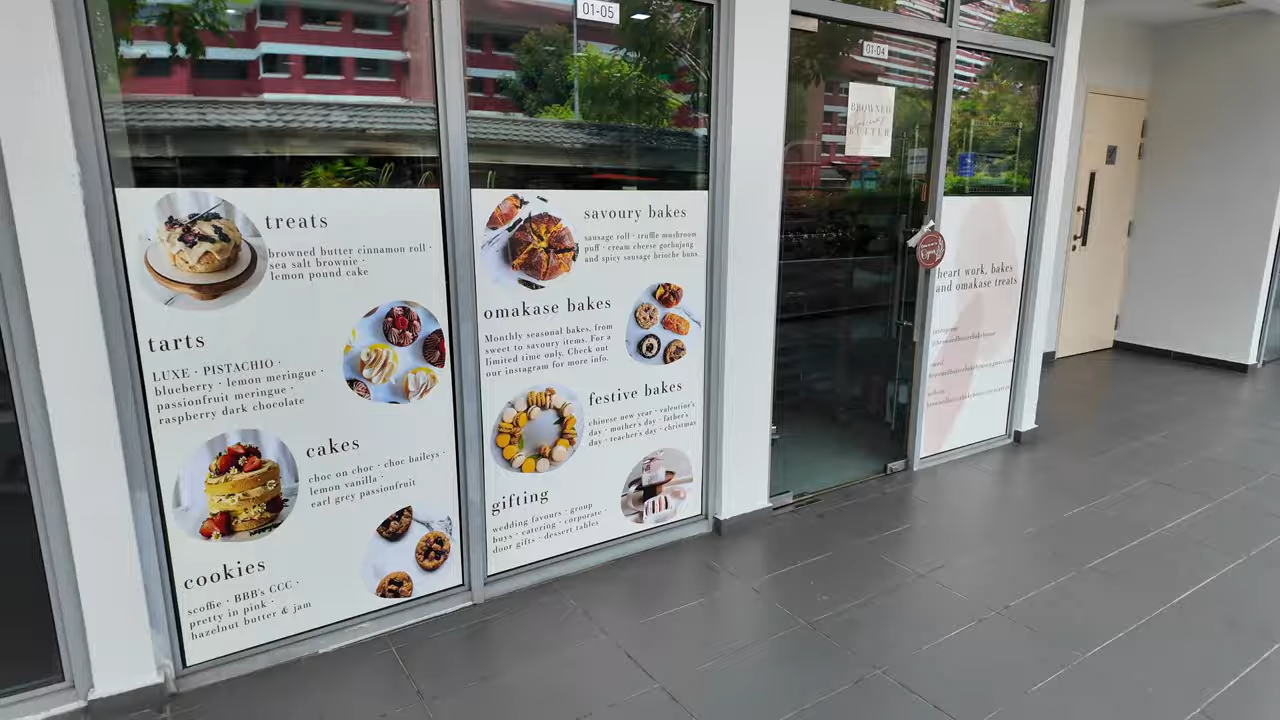 treats
browned butter cinnamon roll ·
sea salt brownie ·
lemon pound cake
tarts
LUXE · PISTACHIO ·
blueberry · lemon meringue ·
passionfruit meringue ·
raspberry dark chocolate
cakes
choc on choc · choc baileys ·
lemon vanilla ·
earl grey passionfruit
cookies
scoffie · BBB's CCC ·
pretty in pink ·
hazelnut butter & jam
01-05
savoury bakes
sausage roll · truffle mushroom
puff · cream cheese gochujang
and spicy sausage brioche buns
omakase bakes
Monthly seasonal bakes, from
sweet to savoury items. For a
limited time only. Check out
our instagram for more info.
festive bakes
chinese new year · valentine's
day · mother's day · father's
day · teacher's day · christmas
gifting
wedding favours · group
buys · catering · corporate ·
door gifts · dessert tables
01-04
BROWNED
BUTTER
Open
heart work, bakes
and omakase treats
instagram